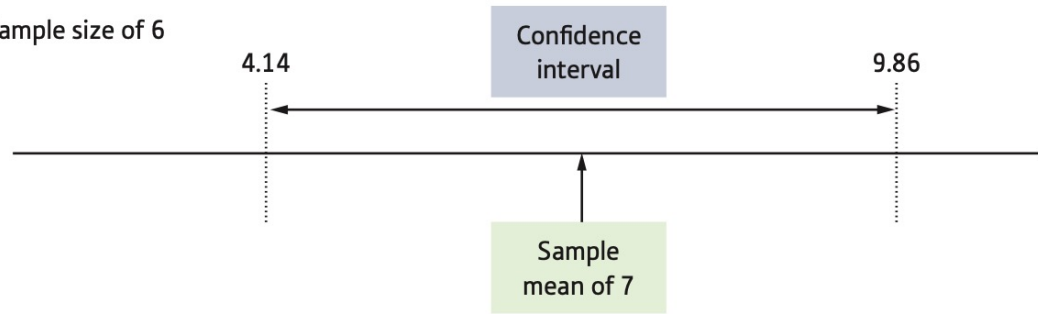 ample size of 6
4.14
Confidence
interval
9.86
Sample
mean of 7